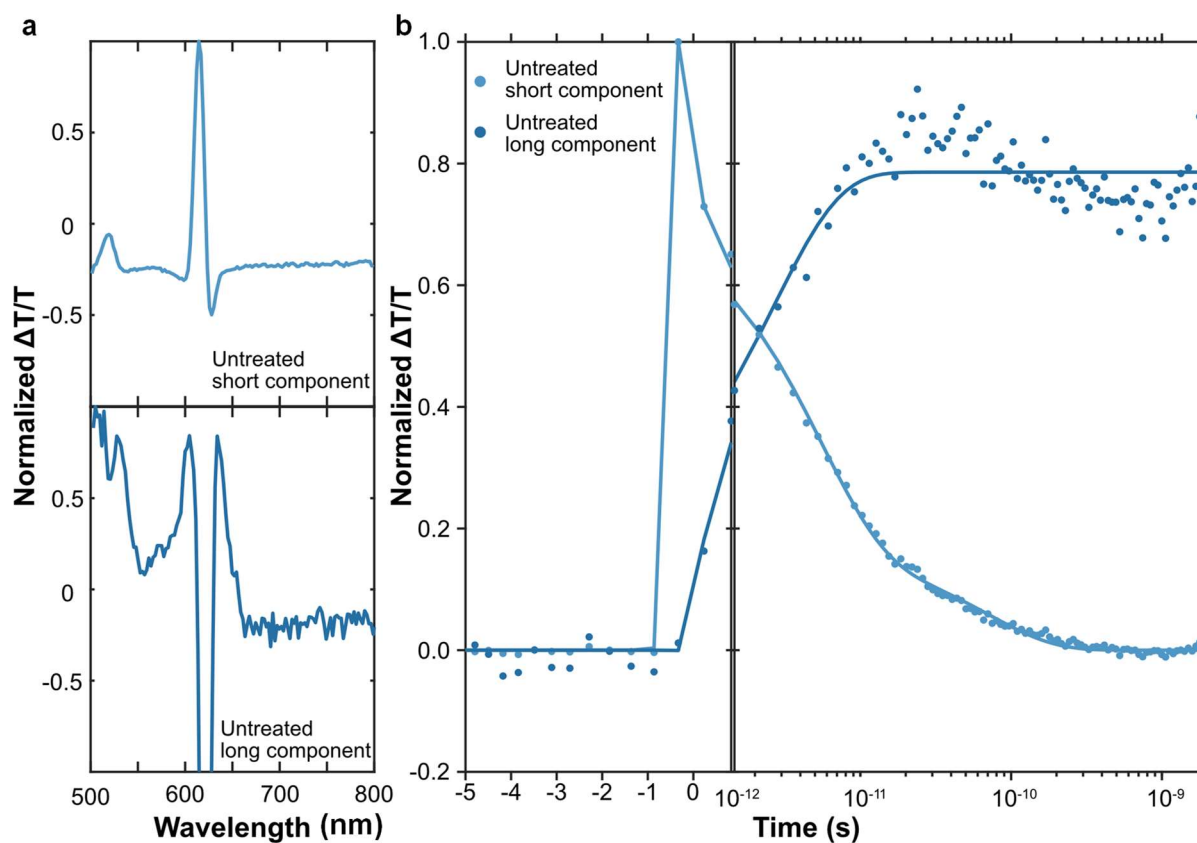 a
Normalized ΔT/T
0.5
0
-0.5
Untreated
short component
0.5
0
-0.5
Untreated
long component
500 600 700 800
Wavelength (nm)
b
Normalized ΔT/T
1.0
0.8
0.6
0.4
0.2
0.0
-0.2
Untreated
short component
Untreated
long component
-5 -4 -3 -2 -1 0 10⁻¹² 10⁻¹¹ 10⁻¹⁰ 10⁻⁹
Time (s)